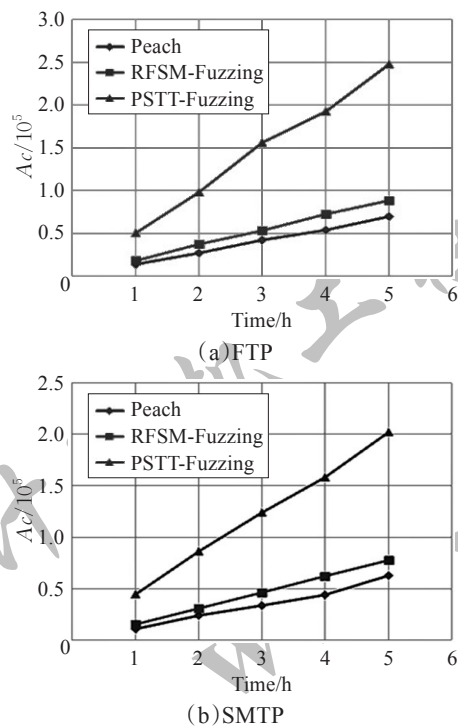 3.0
2.5
2.0
1.5
1.0
0.5
0
Ac/10⁵
Peach
RFSM-Fuzzing
PSTT-Fuzzing
1 2 3 4 5 6
Time/h
(a)FTP
2.5
2.0
1.5
1.0
0.5
0
Ac/10⁵
Peach
RFSM-Fuzzing
PSTT-Fuzzing
1 2 3 4 5 6
Time/h
(b)SMTP